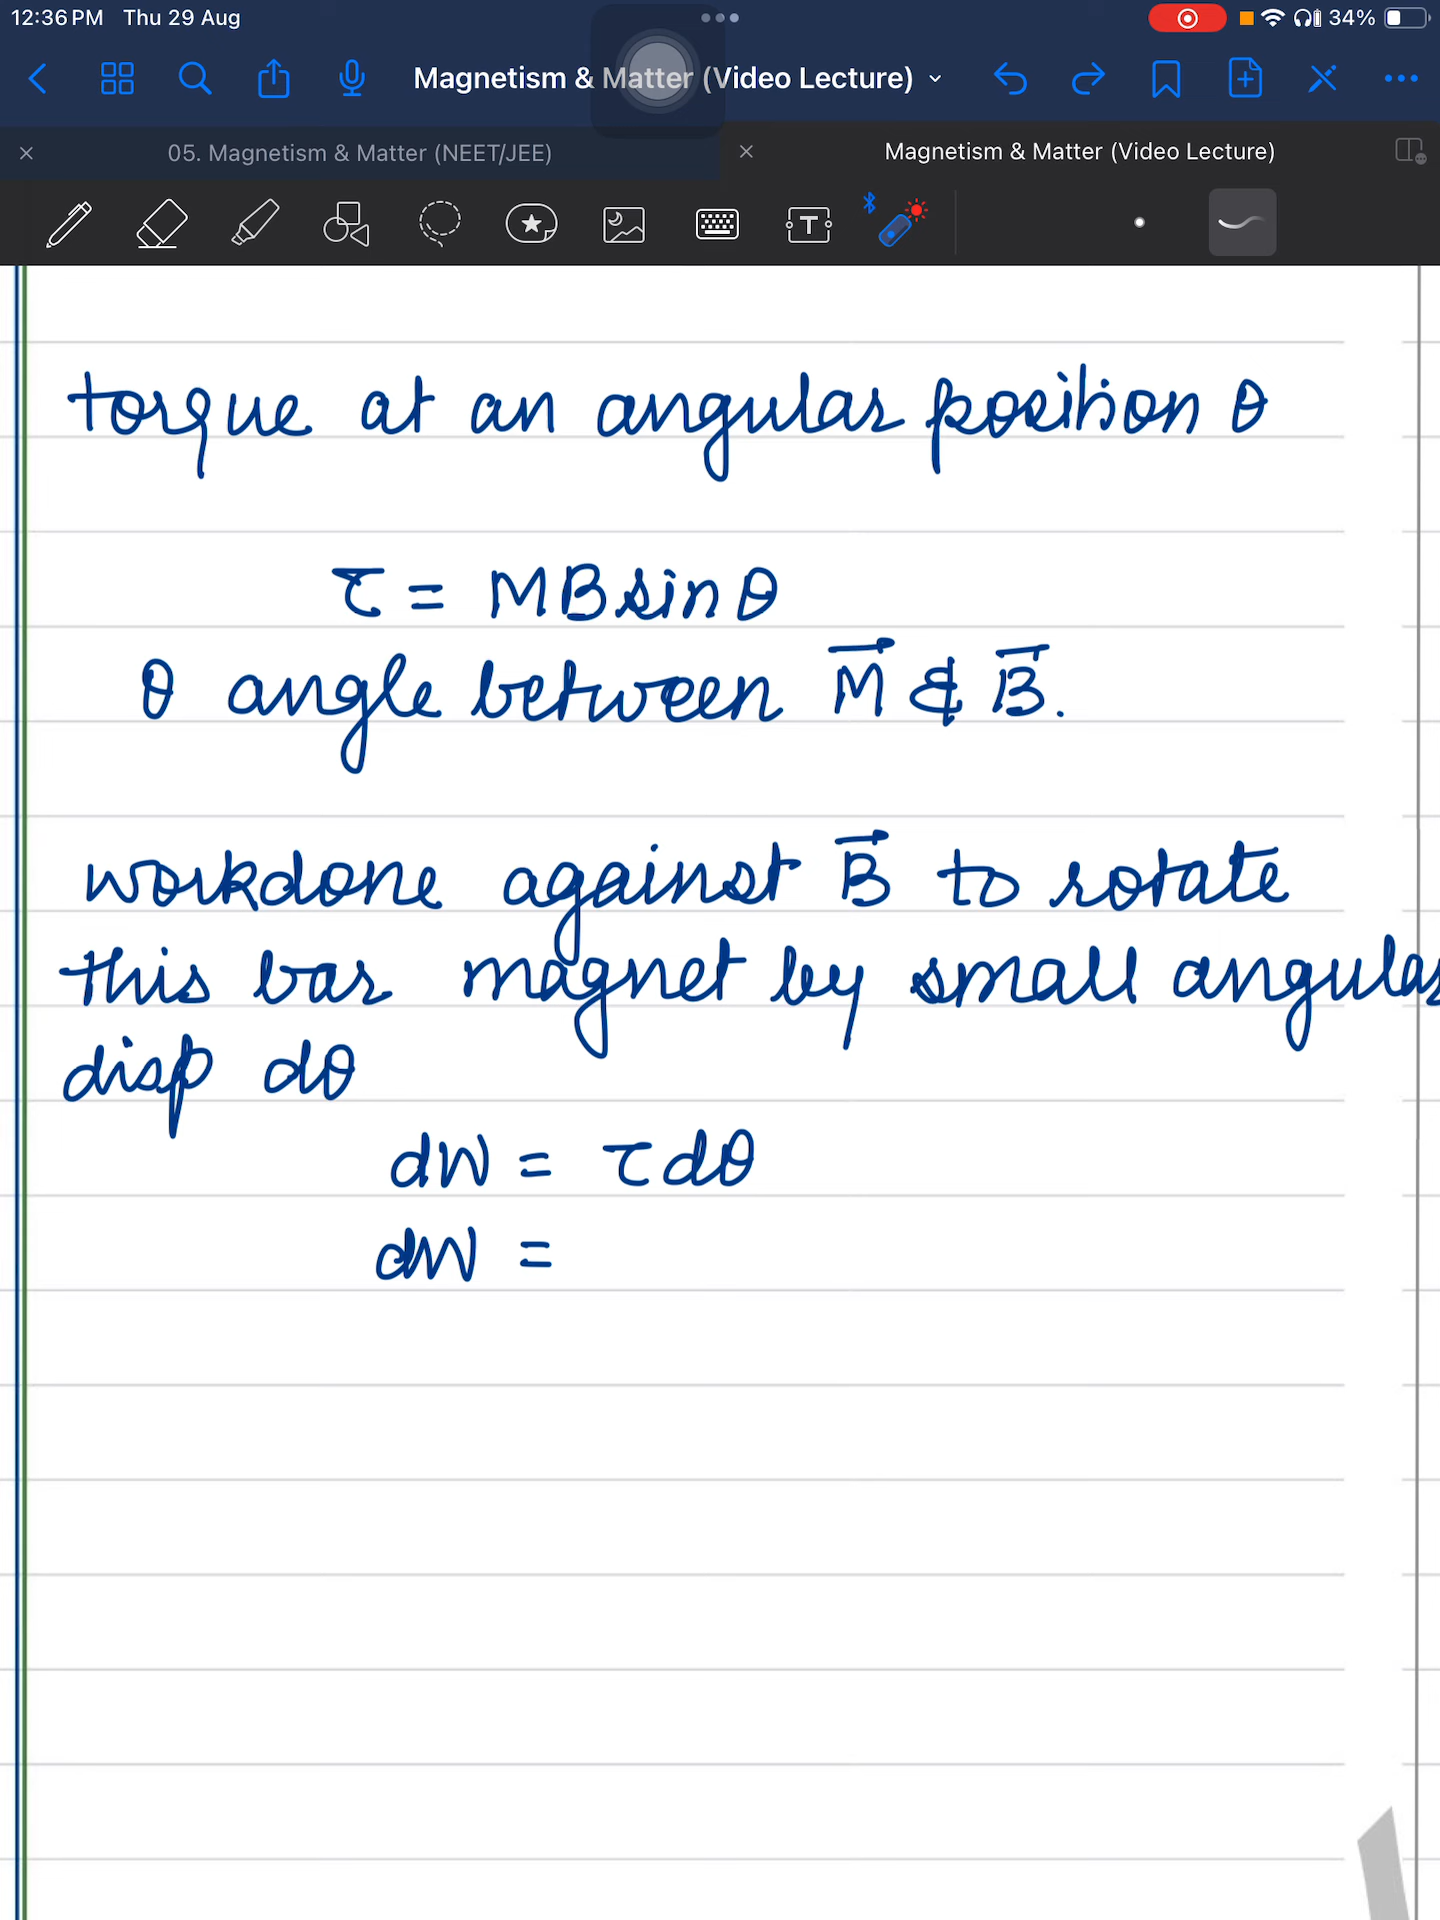 12:36 PM Thu 29 Aug
34%
Magnetism & Matter (Video Lecture)
05. Magnetism & Matter (NEET/JEE)
Magnetism & Matter (Video Lecture)
T
torque at an angular position θ
τ = MB sinθ
θ angle between M⃗ & B⃗.
workdone against B⃗ to rotate
this bar magnet by small angular
disp dθ
dW = τdθ
dW =